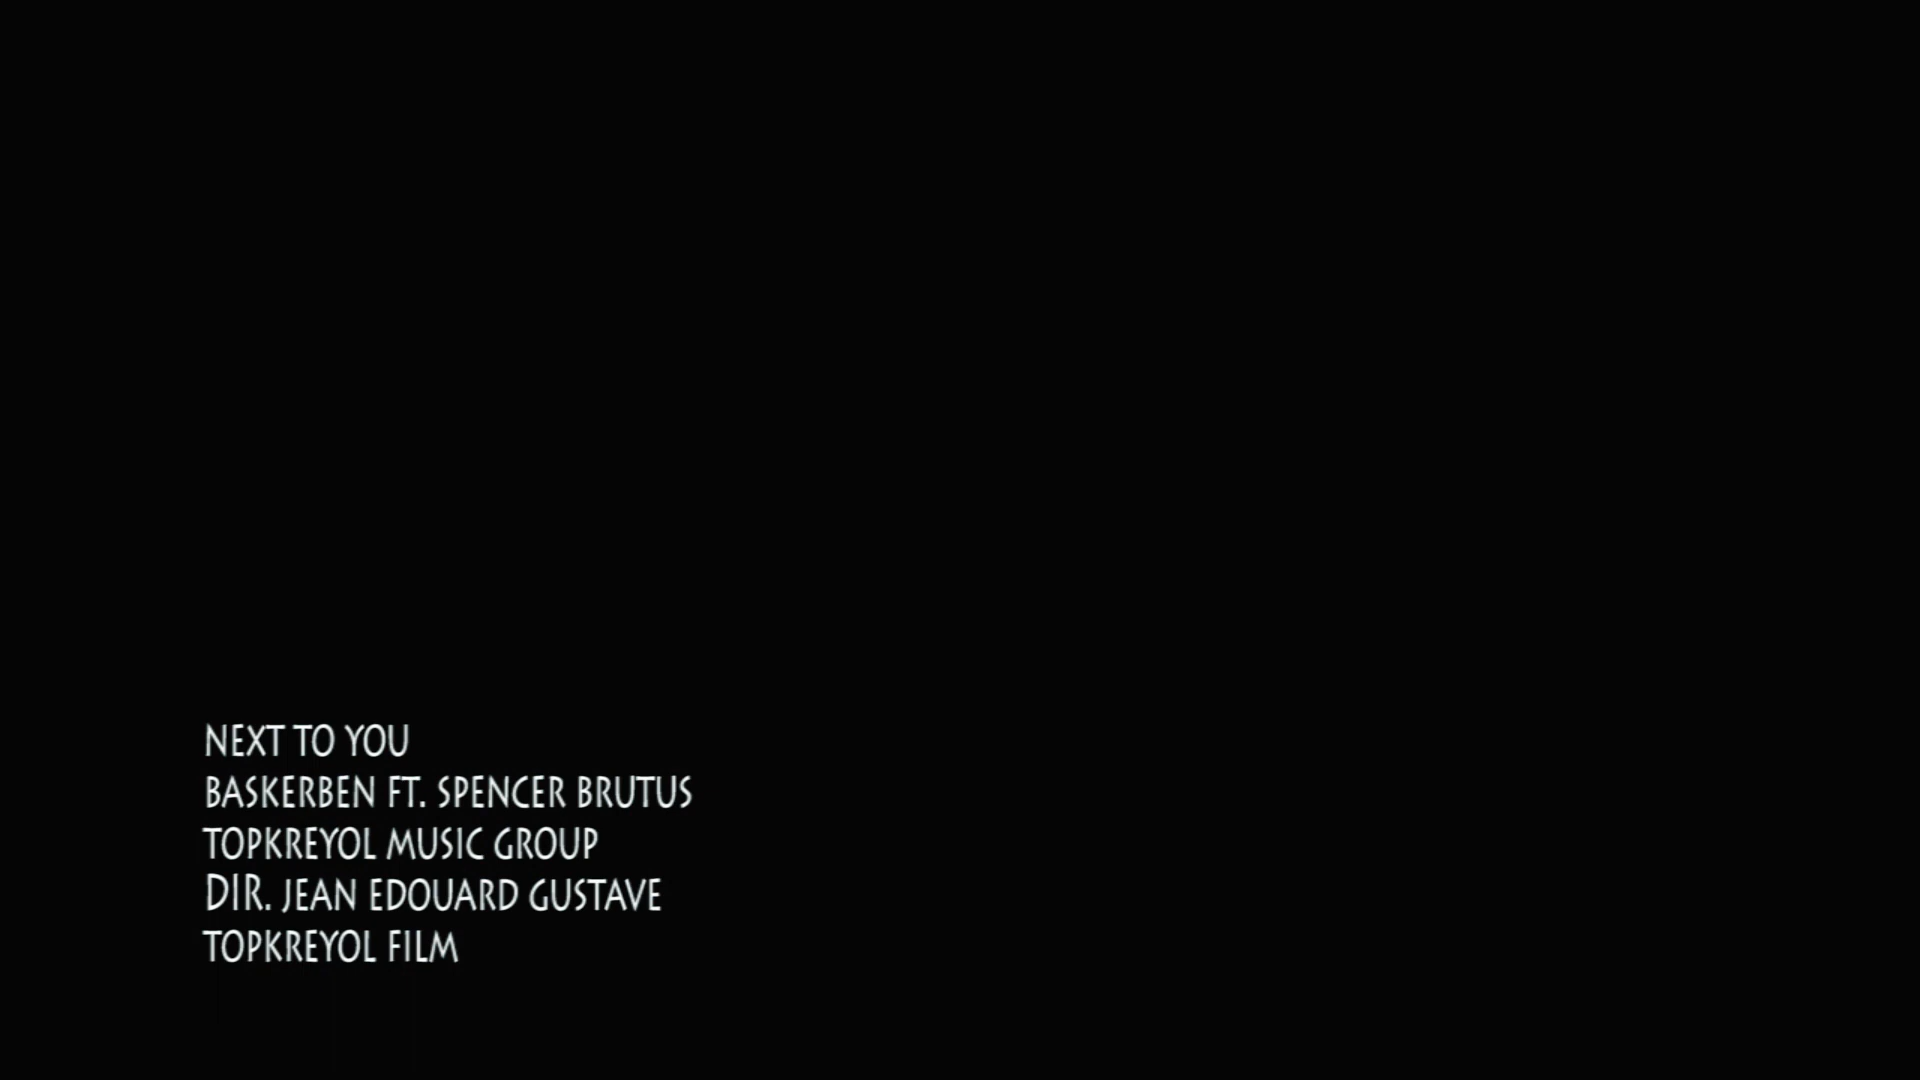 NEXT TO YOU
BASKERBEN FT. SPENCER BRUTUS
TOPKREYOL MUSIC GROUP
DIR. JEAN EDOUARD GUSTAVE
TOPKREYOL FILM